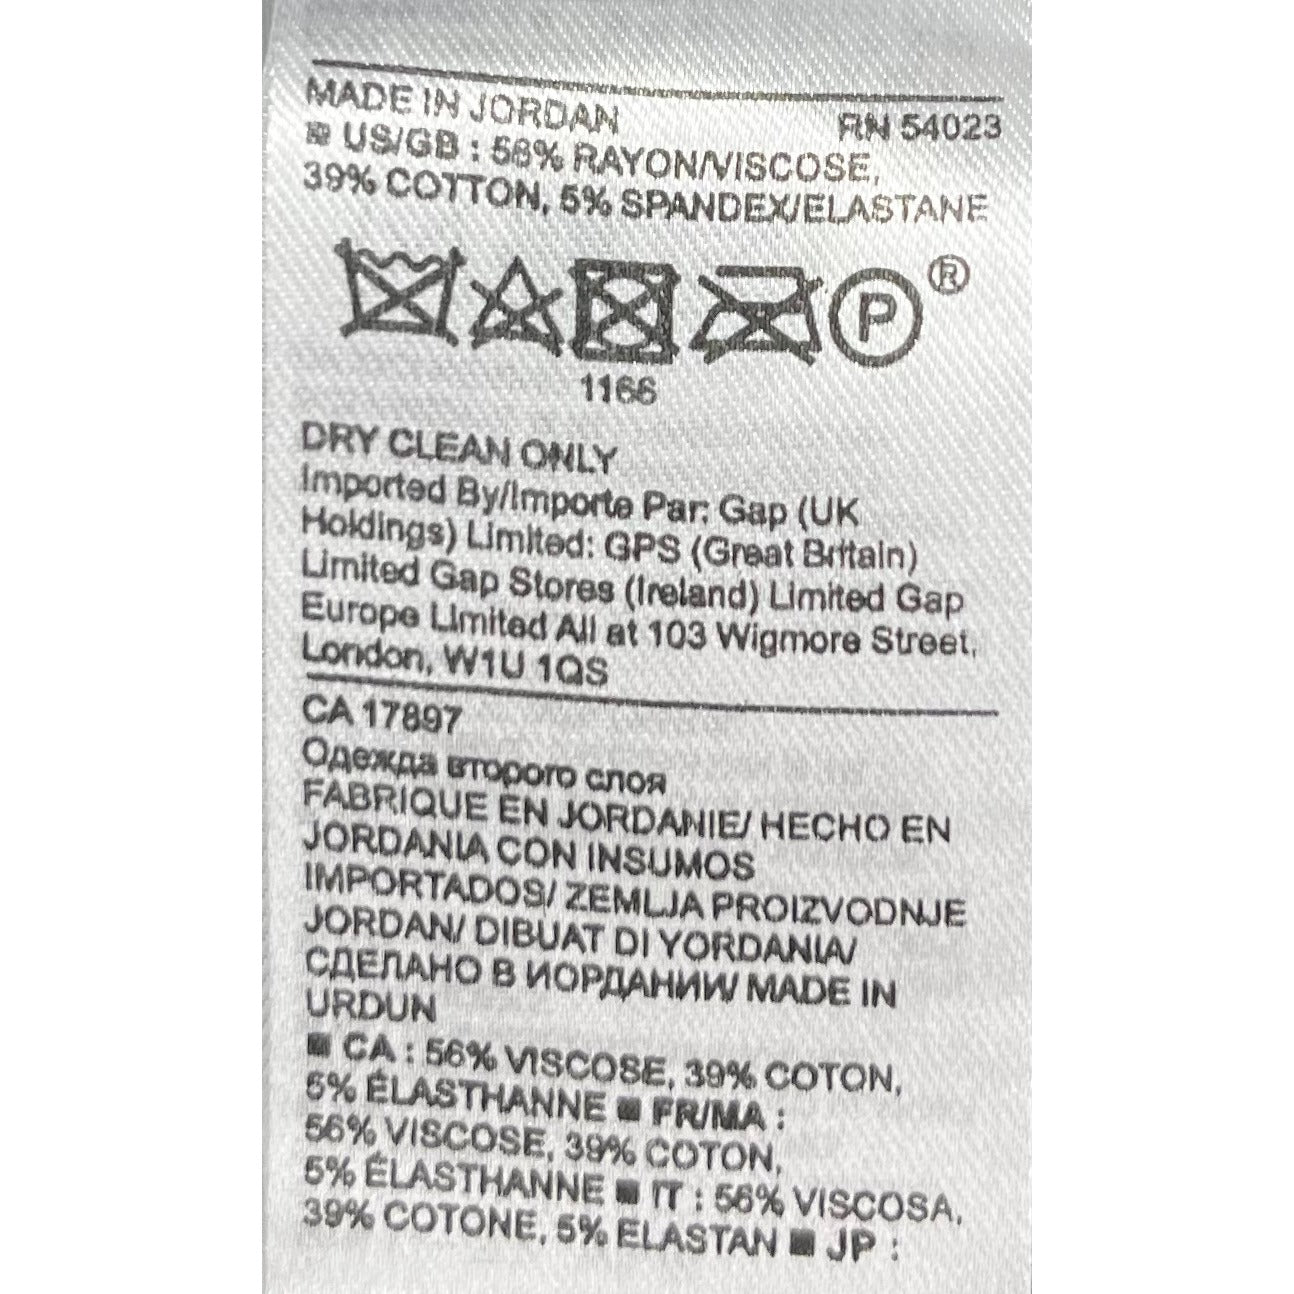 MADE IN JORDAN RN 54023
■ US/GB : 56% RAYON/VISCOSE,
39% COTTON, 5% SPANDEX/ELASTANE
P ®
1166
DRY CLEAN ONLY
Imported By/Importe Par: Gap (UK
Holdings) Limited: GPS (Great Britain)
Limited Gap Stores (Ireland) Limited Gap
Europe Limited All at 103 Wigmore Street,
London, W1U 1QS
CA 17897
Одежда второго слоя
FABRIQUE EN JORDANIE/ HECHO EN
JORDANIA CON INSUMOS
IMPORTADOS/ ZEMLJA PROIZVODNJE
JORDAN/ DIBUAT DI YORDANIA/
СДЕЛАНО В ИОРДАНИИ/ MADE IN
URDUN
■ CA : 56% VISCOSE, 39% COTON,
5% ÉLASTHANNE ■ FR/MA :
56% VISCOSE, 39% COTON,
5% ÉLASTHANNE ■ IT : 56% VISCOSA,
39% COTONE, 5% ELASTAN ■ JP :